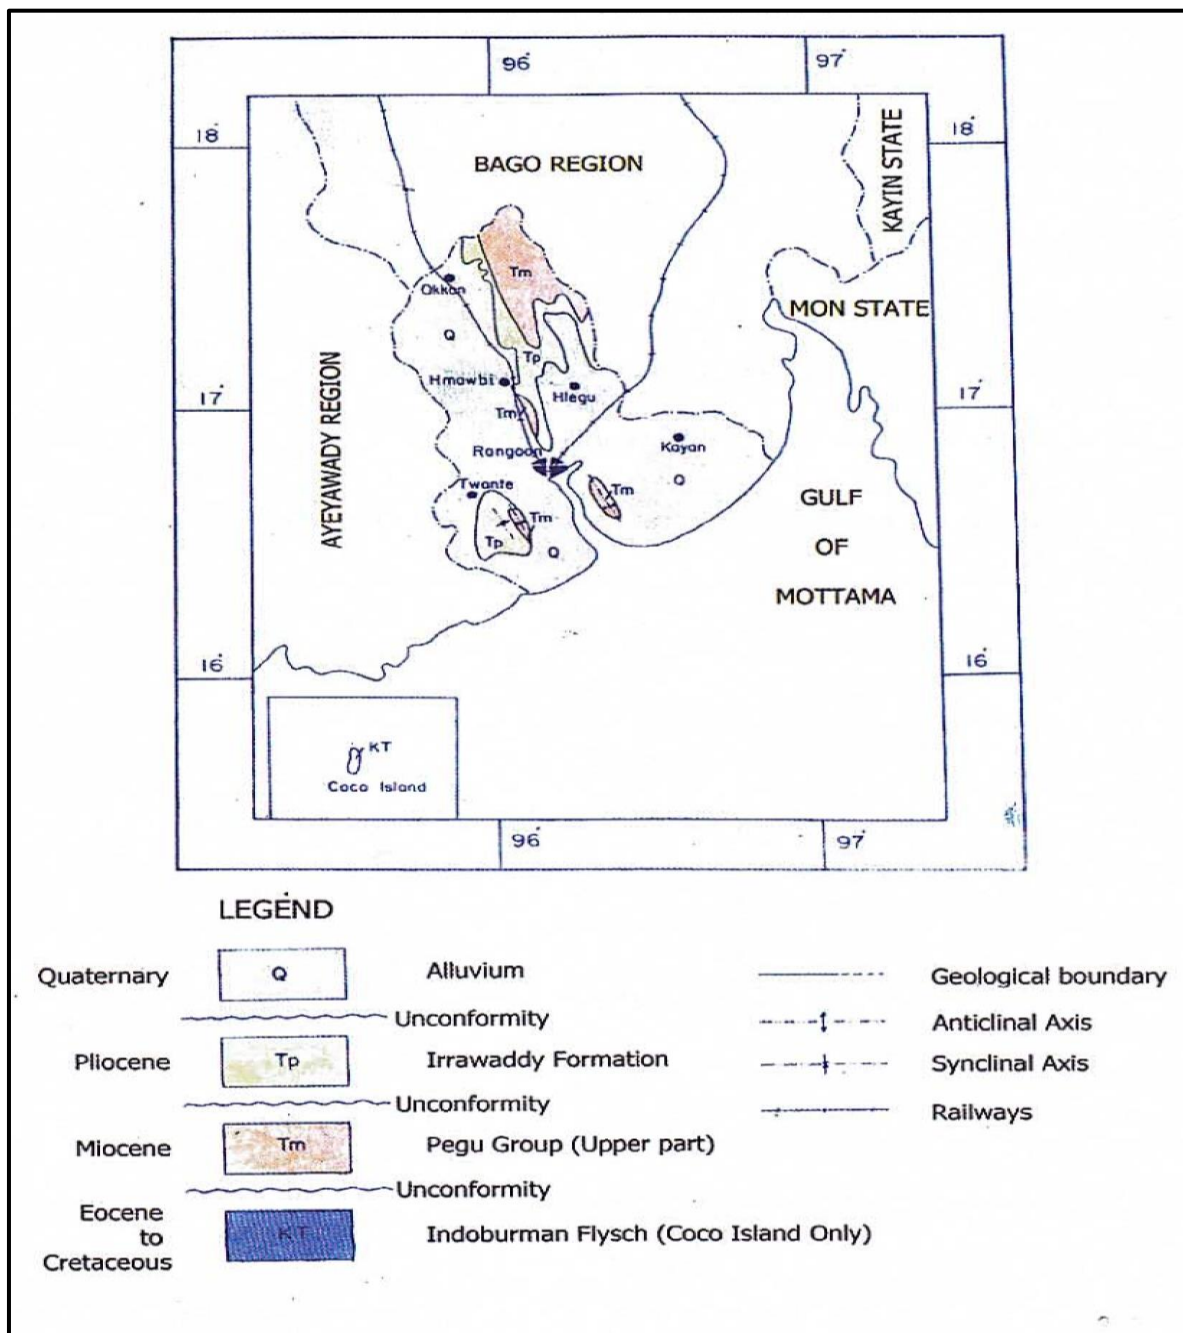 96°
97°
18°
18°
BAGO REGION
KAYIN STATE
Tm
Okkan
MON STATE
Q
Tp
Hmawbi
Hlegu
17°
17°
Tm
AYEYAWADY REGION
Rangoon
Kayan
Twante
Q
Tm
GULF
OF
MOTTAMA
Tm
Tp
Q
16°
16°
KT
Coco Island
96°
97°
LEGEND
Quaternary Q Alluvium
Unconformity
Pliocene Tp Irrawaddy Formation
Unconformity
Miocene Tm Pegu Group (Upper part)
Unconformity
Eocene
to
Cretaceous
KT Indoburman Flysch (Coco Island Only)
Geological boundary
Anticlinal Axis
Synclinal Axis
Railways